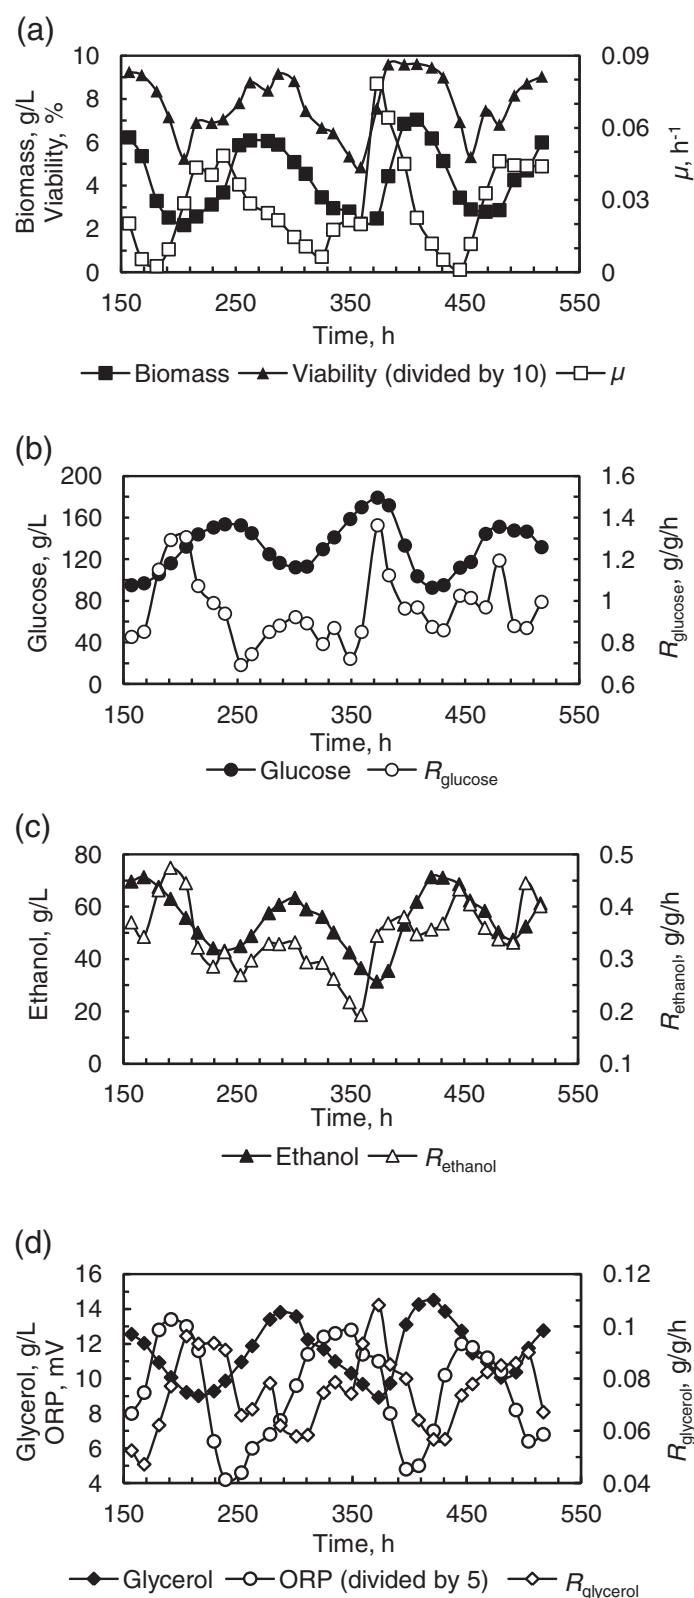 (a)
10
8
6
4
2
0
Biomass, g/L
Viability, %
0.09
0.06
0.03
0
μ, h-1
150 250 350 450 550
Time, h
Biomass Viability (divided by 10) μ
(b)
200
160
120
80
40
0
Glucose, g/L
1.6
1.4
1.2
1
0.8
0.6
Rglucose, g/g/h
150 250 350 450 550
Time, h
Glucose Rglucose
(c)
80
60
40
20
0
Ethanol, g/L
0.5
0.4
0.3
0.2
0.1
Rethanol, g/g/h
150 250 350 450 550
Time, h
Ethanol Rethanol
(d)
16
14
12
10
8
6
4
Glycerol, g/L
ORP, mV
0.12
0.1
0.08
0.06
0.04
Rglycerol, g/g/h
150 250 350 450 550
Time, h
Glycerol ORP (divided by 5) Rglycerol